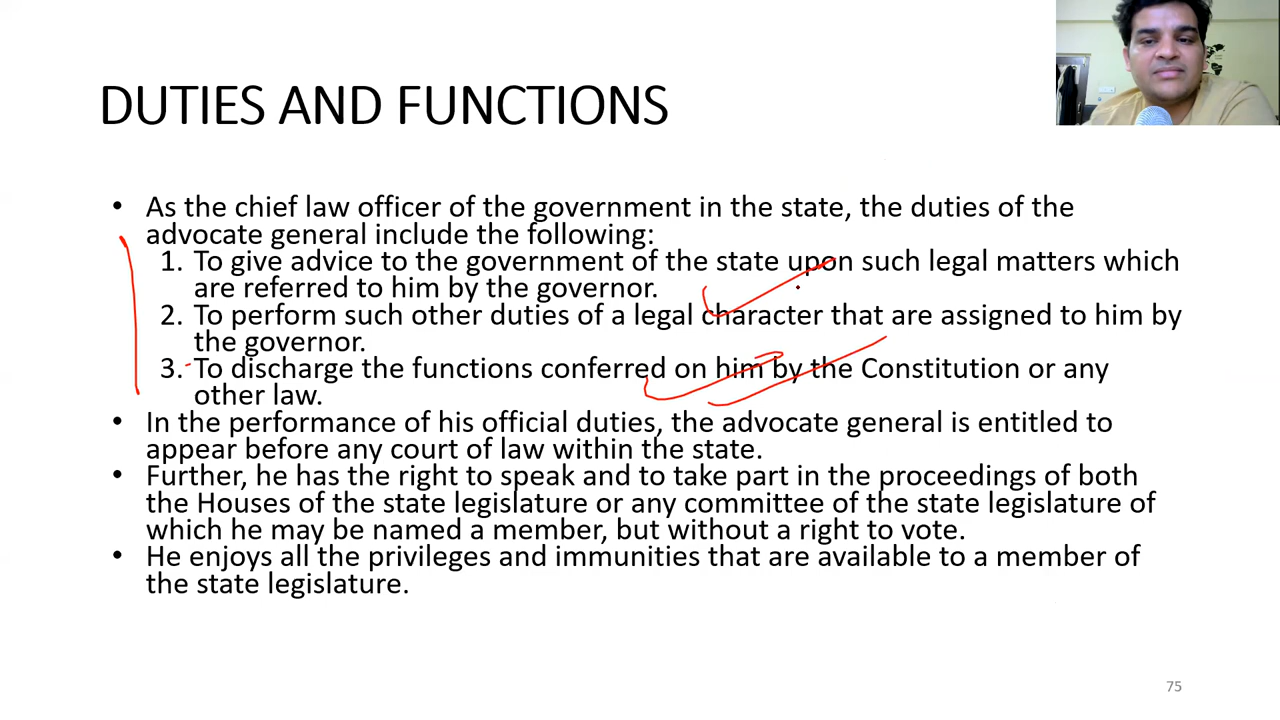 DUTIES AND FUNCTIONS
• As the chief law officer of the government in the state, the duties of the
advocate general include the following:
1. To give advice to the government of the state upon such legal matters which
are referred to him by the governor.
2. To perform such other duties of a legal character that are assigned to him by
the governor.
3. To discharge the functions conferred on him by the Constitution or any
other law.
• In the performance of his official duties, the advocate general is entitled to
appear before any court of law within the state.
• Further, he has the right to speak and to take part in the proceedings of both
the Houses of the state legislature or any committee of the state legislature of
which he may be named a member, but without a right to vote.
• He enjoys all the privileges and immunities that are available to a member of
the state legislature.
75